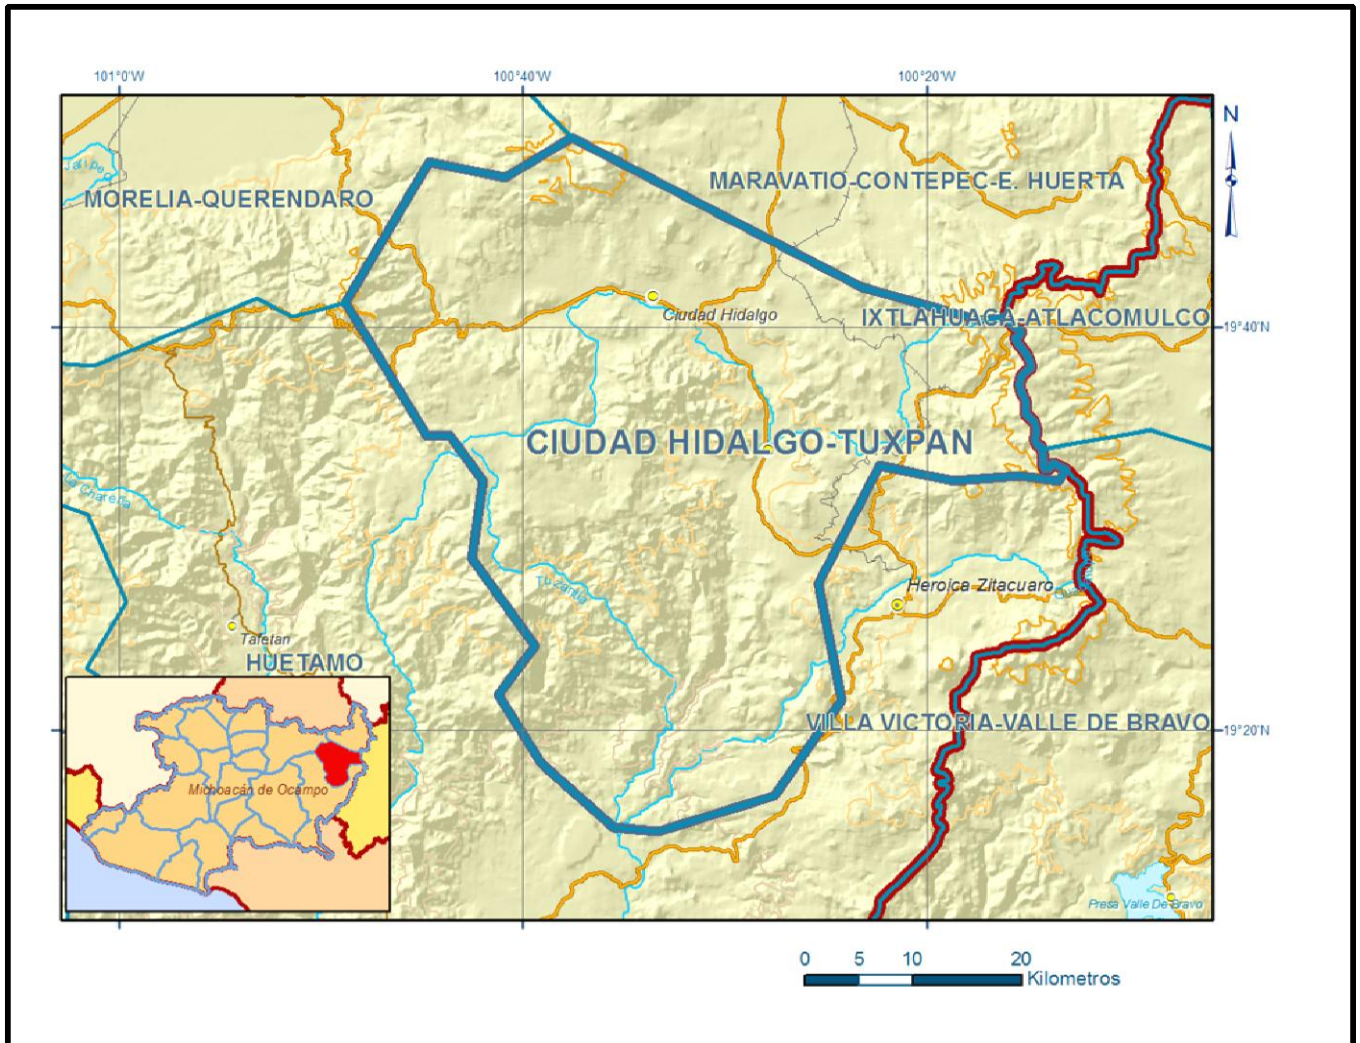 101°0'W
100°40'W
100°20'W
N
MORELIA-QUERENDARO
MARAVATIO-CONTEPEC-E. HUERTA
Ciudad Hidalgo
IXTLAHUACA-ATLACOMULCO
19°40'N
CIUDAD HIDALGO-TUXPAN
Heroica Zitacuaro
Tafetan
HUETAMO
VILLA VICTORIA-VALLE DE BRAVO
19°20'N
Michoacán de Ocampo
Presa Valle De Bravo
0 5 10 20
Kilometros